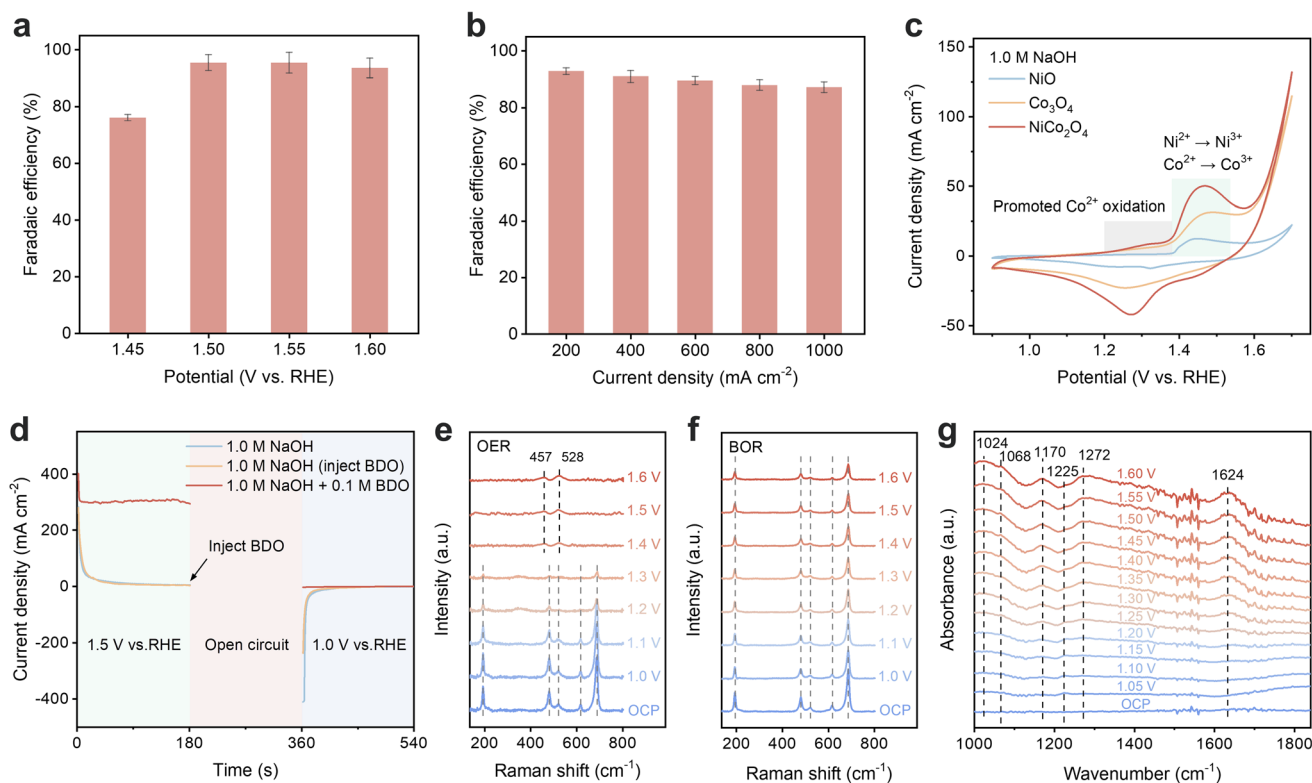 a
Faradaic efficiency (%)
100
80
60
40
20
0
1.45 1.50 1.55 1.60
Potential (V vs. RHE)
b
Faradaic efficiency (%)
100
80
60
40
20
0
200 400 600 800 1000
Current density (mA cm⁻²)
c
Current density (mA cm⁻²)
150
100
50
0
-50
1.0 M NaOH
NiO
Co₃O₄
NiCo₂O₄
Ni²⁺ → Ni³⁺
Co²⁺ → Co³⁺
Promoted Co²⁺ oxidation
1.0 1.2 1.4 1.6
Potential (V vs. RHE)
d
Current density (mA cm⁻²)
400
200
0
-200
-400
1.0 M NaOH
1.0 M NaOH (inject BDO)
1.0 M NaOH + 0.1 M BDO
Inject BDO
1.5 V vs.RHE
Open circuit
1.0 V vs.RHE
0 180 360 540
Time (s)
e
Intensity (a.u.)
OER
457 528
1.6 V
1.5 V
1.4 V
1.3 V
1.2 V
1.1 V
1.0 V
OCP
200 400 600 800
Raman shift (cm⁻¹)
f
Intensity (a.u.)
BOR
1.6 V
1.5 V
1.4 V
1.3 V
1.2 V
1.1 V
1.0 V
OCP
200 400 600 800
Raman shift (cm⁻¹)
g
Absorbance (a.u.)
1024
1068
1170
1225
1272
1624
1.60 V
1.55 V
1.50 V
1.45 V
1.40 V
1.35 V
1.30 V
1.25 V
1.20 V
1.15 V
1.10 V
1.05 V
OCP
1000 1200 1400 1600 1800
Wavenumber (cm⁻¹)